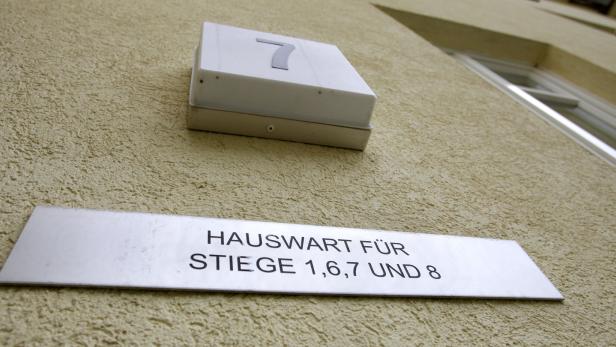 7
HAUSWART FÜR
STIEGE 1,6,7 UND 8